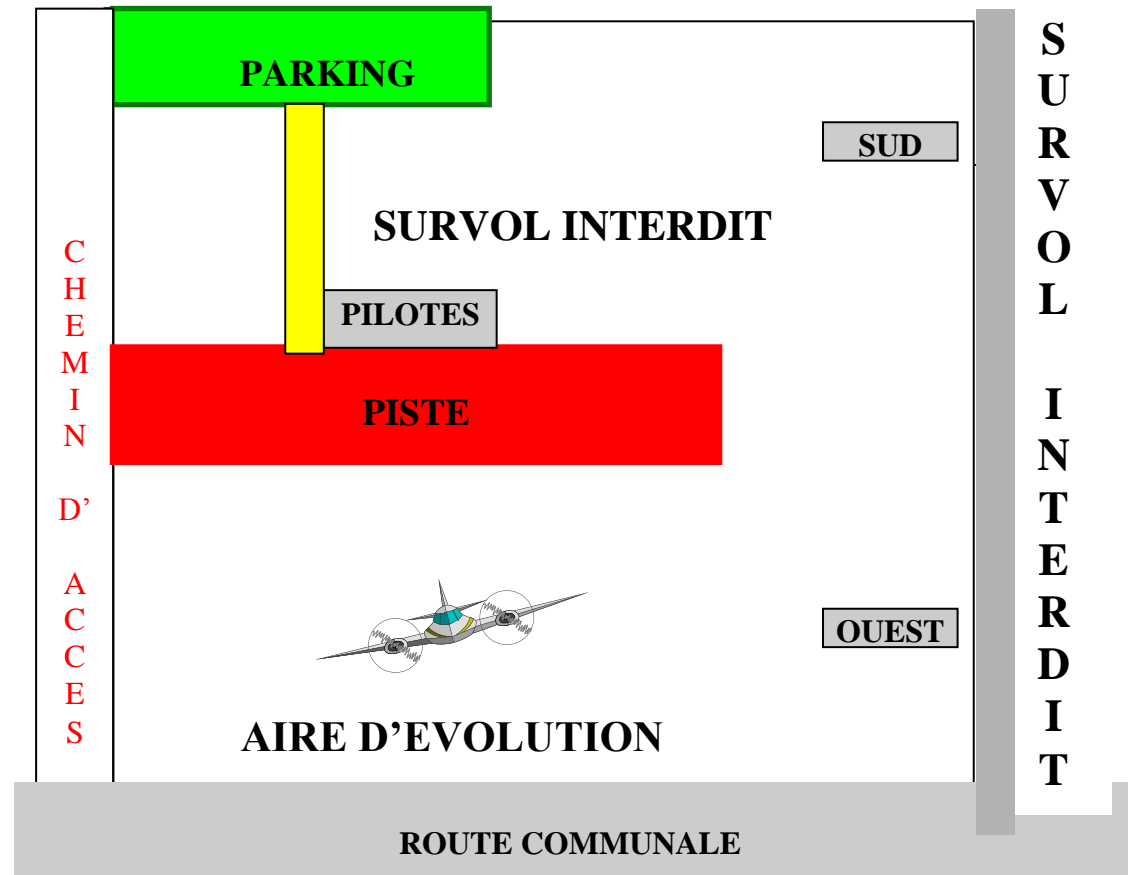 PARKING
SUD
SURVOL INTERDIT
PILOTES
PISTE
OUEST
AIRE D’EVOLUTION
ROUTE COMMUNALE
CHEMIN D’ ACCES
SURVOL INTERDIT